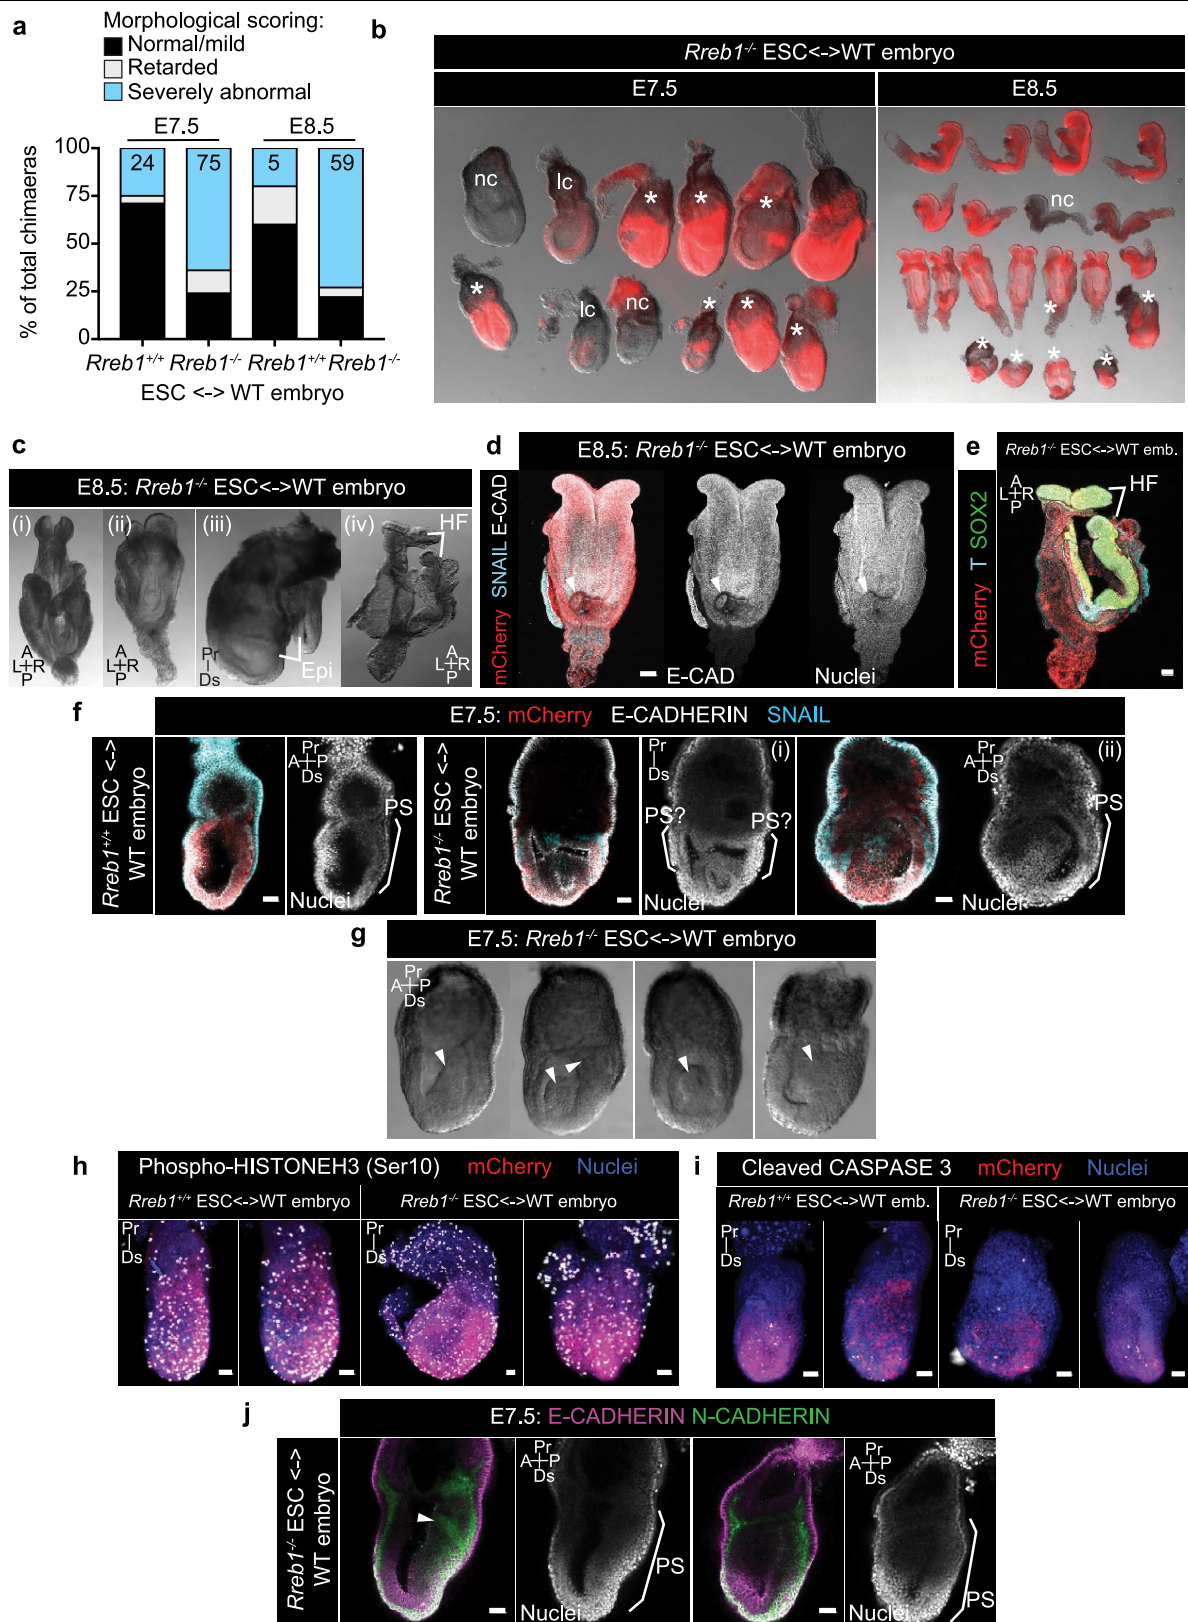 a
Morphological scoring:
Normal/mild
Retarded
Severely abnormal
E7.5 E8.5
100
75
50
25
0
% of total chimaeras
24 75 5 59
Rreb1+/+ Rreb1-/- Rreb1+/+ Rreb1-/-
ESC <-> WT embryo
b
Rreb1-/- ESC<->WT embryo
E7.5 E8.5
nc lc * * *
* lc nc * * *
nc
* *
* * * *
c
E8.5: Rreb1-/- ESC<->WT embryo
(i) (ii) (iii) (iv)
HF
A
L R
P
A
L R
P
Pr
Ds
Epi
A
L R
P
d
E8.5: Rreb1-/- ESC<->WT embryo
mCherry SNAIL E-CAD
E-CAD
Nuclei
e
Rreb1-/- ESC<->WT emb.
mCherry T SOX2
A
L R
P
HF
f
E7.5: mCherry E-CADHERIN SNAIL
Rreb1+/+ ESC <->
WT embryo
Pr
A P
Ds
PS
Nuclei
Rreb1-/- ESC <->
WT embryo
Pr
Ds
(i)
PS? PS?
Nuclei
Pr
A P
Ds
(ii)
PS
Nuclei
g
E7.5: Rreb1-/- ESC<->WT embryo
Pr
A P
Ds
h
Phospho-HISTONEH3 (Ser10) mCherry Nuclei
Rreb1+/+ ESC<->WT embryo Rreb1-/- ESC<->WT embryo
Pr
Ds
Pr
Ds
i
Cleaved CASPASE 3 mCherry Nuclei
Rreb1+/+ ESC<->WT emb. Rreb1-/- ESC<->WT embryo
Pr
Ds
Pr
Ds
j
E7.5: E-CADHERIN N-CADHERIN
Rreb1-/- ESC <->
WT embryo
Pr
A P
Ds
PS
Nuclei
Pr
A P
Ds
PS
Nuclei